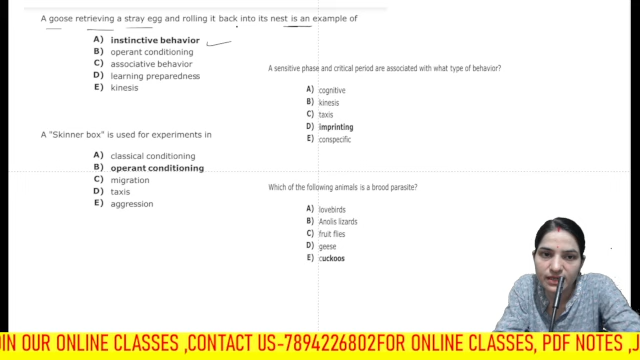 A goose retrieving a stray egg and rolling it back into its nest is an example of
A) instinctive behavior
B) operant conditioning
C) associative behavior
D) learning preparedness
E) kinesis
A "Skinner box" is used for experiments in
A) classical conditioning
B) operant conditioning
C) migration
D) taxis
E) aggression
A sensitive phase and critical period are associated with what type of behavior?
A) cognitive
B) kinesis
C) taxis
D) imprinting
E) conspecific
Which of the following animals is a brood parasite?
A) lovebirds
B) Anolis lizards
C) fruit flies
D) geese
E) cuckoos
OIN OUR ONLINE CLASSES ,CONTACT US-7894226802FOR ONLINE CLASSES, PDF NOTES ,J